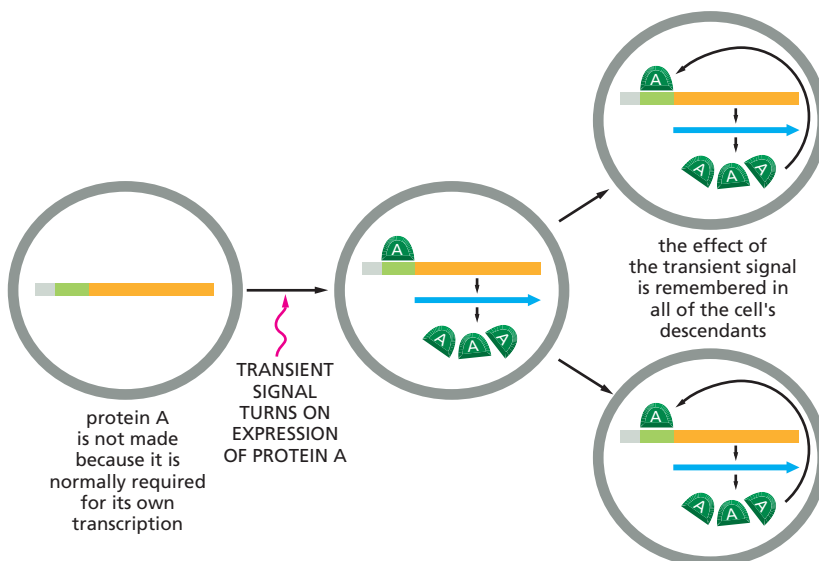 protein A
is not made
because it is
normally required
for its own
transcription
TRANSIENT
SIGNAL
TURNS ON
EXPRESSION
OF PROTEIN A
A
A
A
A
A
A
A
A
the effect of
the transient signal
is remembered in
all of the cell's
descendants
A
A
A
A